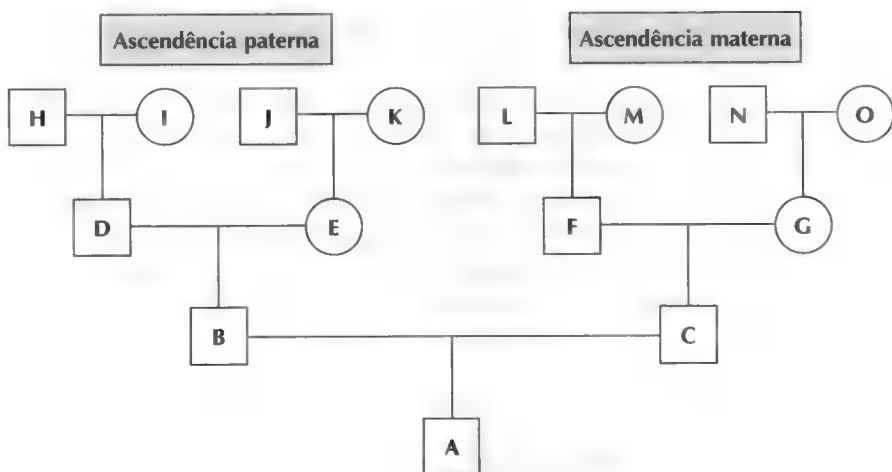 Ascendência paterna Ascendência materna
H I J K L M N O
D E F G
B C
A